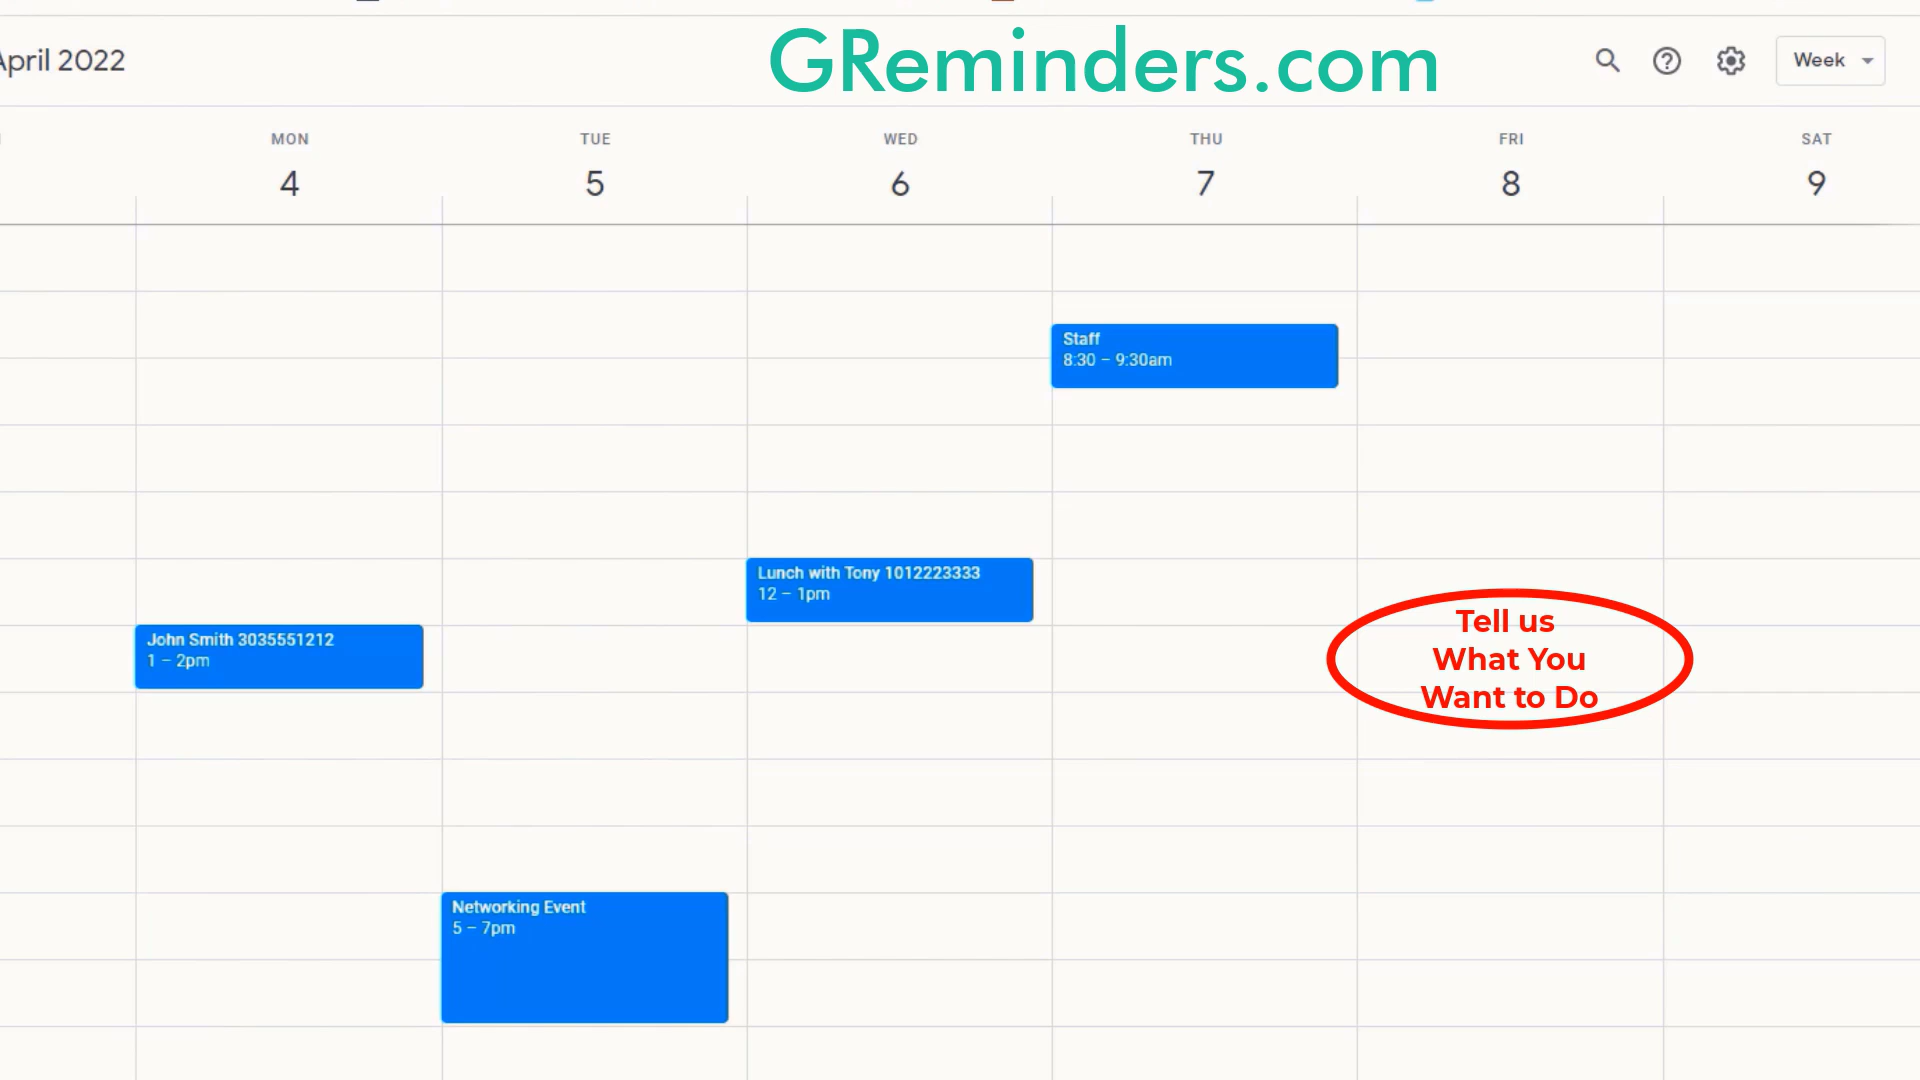 April 2022
GReminders.com
Week
MON
TUE
WED
THU
FRI
SAT
4
5
6
7
8
9
Staff
8:30 – 9:30am
Lunch with Tony 1012223333
12 – 1pm
John Smith 3035551212
1 – 2pm
Tell us
What You
Want to Do
Networking Event
5 – 7pm